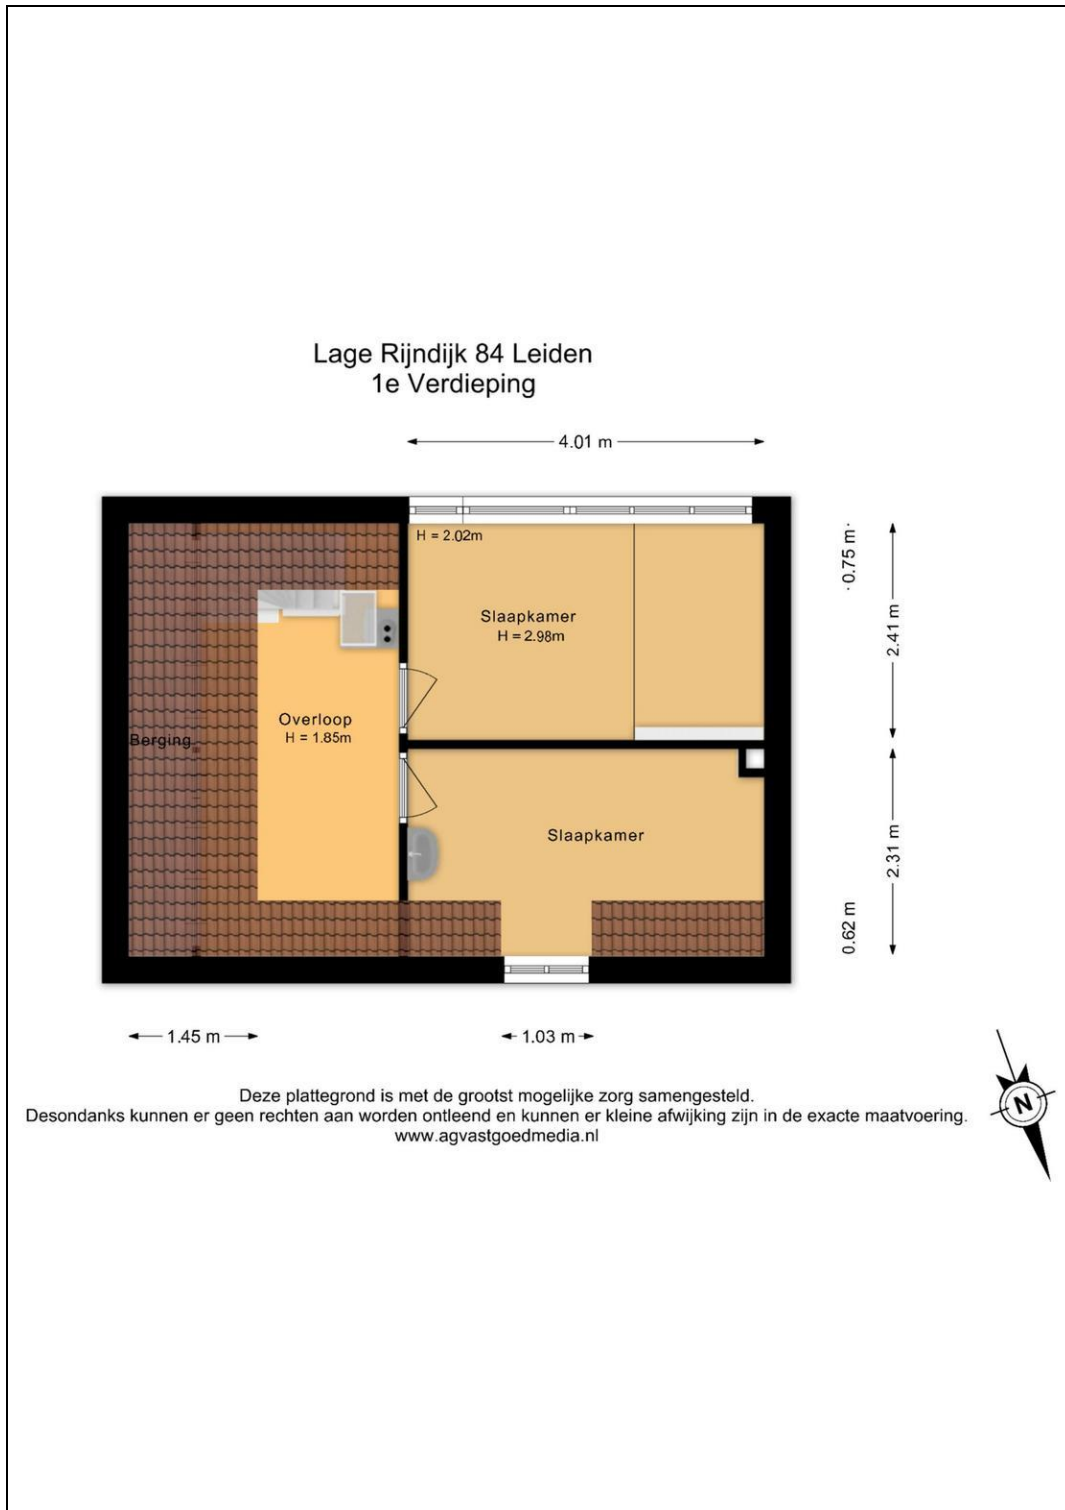 Lage Rijndijk 84 Leiden
1e Verdieping
4.01 m
H = 2.02m
0.75 m
Slaapkamer
H = 2.98m
2.41 m
Overloop
H = 1.85m
Berging
Slaapkamer
2.31 m
0.62 m
1.45 m
1.03 m
Deze plattegrond is met de grootst mogelijke zorg samengesteld.
Desondanks kunnen er geen rechten aan worden ontleend en kunnen er kleine afwijking zijn in de exacte maatvoering.
www.agvastgoedmedia.nl
N